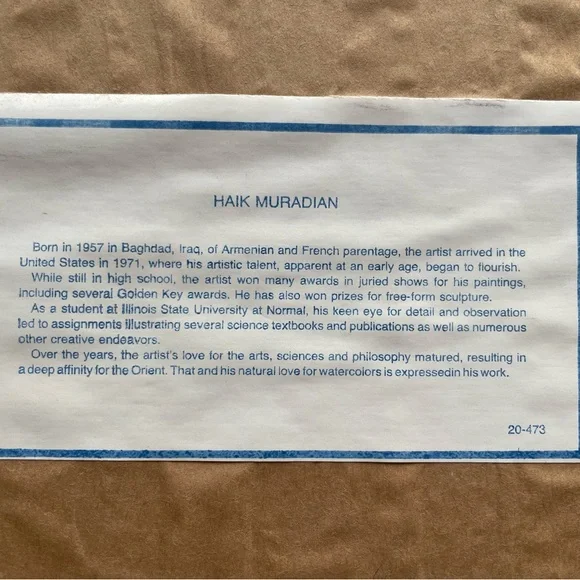 HAIK MURADIAN
Born in 1957 in Baghdad, Iraq, of Armenian and French parentage, the artist arrived in the
United States in 1971, where his artistic talent, apparent at an early age, began to flourish.
While still in high school, the artist won many awards in juried shows for his paintings,
including several Golden Key awards. He has also won prizes for free-form sculpture.
As a student at Illinois State University at Normal, his keen eye for detail and observation
led to assignments illustrating several science textbooks and publications as well as numerous
other creative endeavors.
Over the years, the artist's love for the arts, sciences and philosophy matured, resulting in
a deep affinity for the Orient. That and his natural love for watercolors is expressedin his work.
20-473